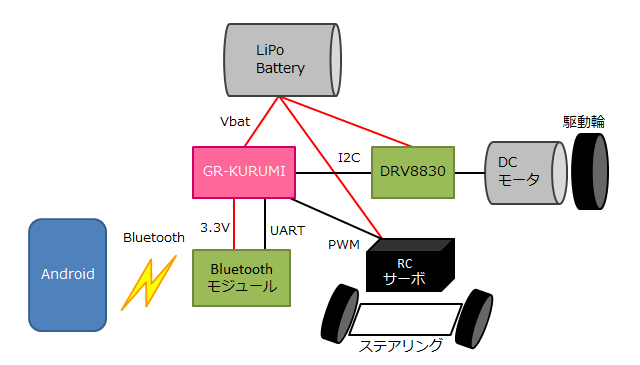 LiPo
Battery
Vbat
駆動輪
GR-KURUMI
I2C
DRV8830
DC
モータ
3.3V
UART
PWM
Bluetooth
Android
Bluetooth
モジュール
RC
サーボ
ステアリング